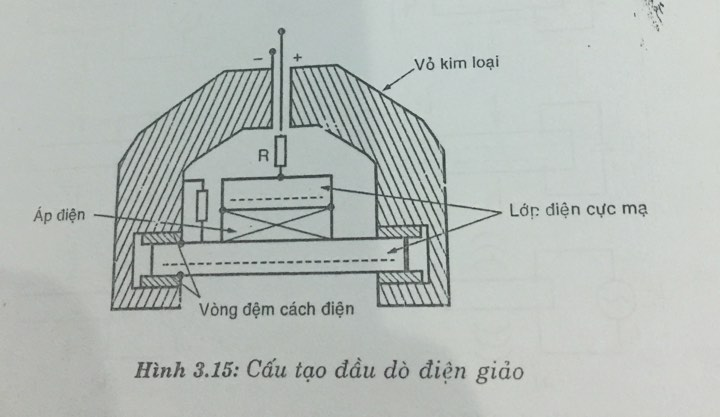 − +
Vỏ kim loại
R
Áp điện
Lớp điện cực mạ
Vòng đệm cách điện
Hình 3.15: Cấu tạo đầu dò điện giảo